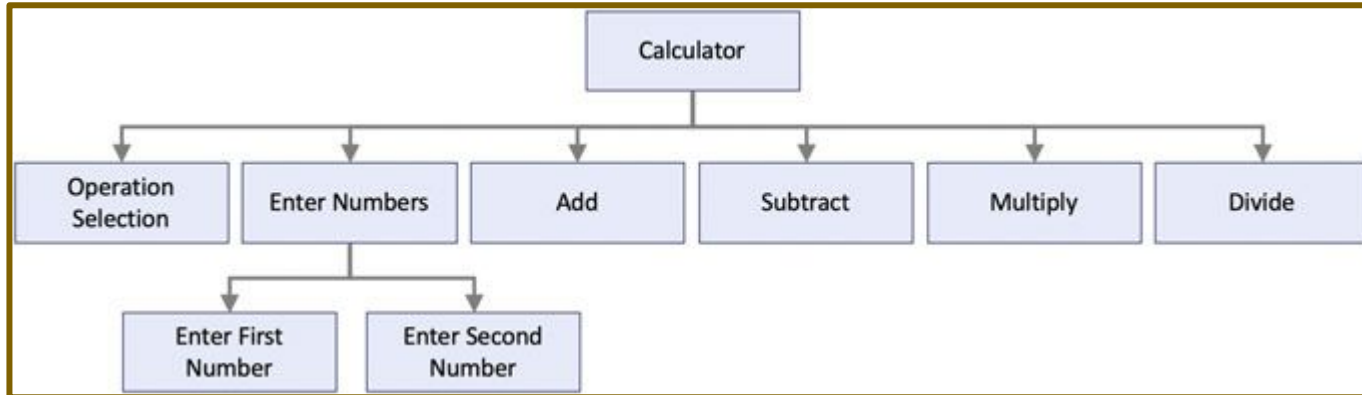 Calculator
Operation
Selection
Enter Numbers
Add
Subtract
Multiply
Divide
Enter First
Number
Enter Second
Number